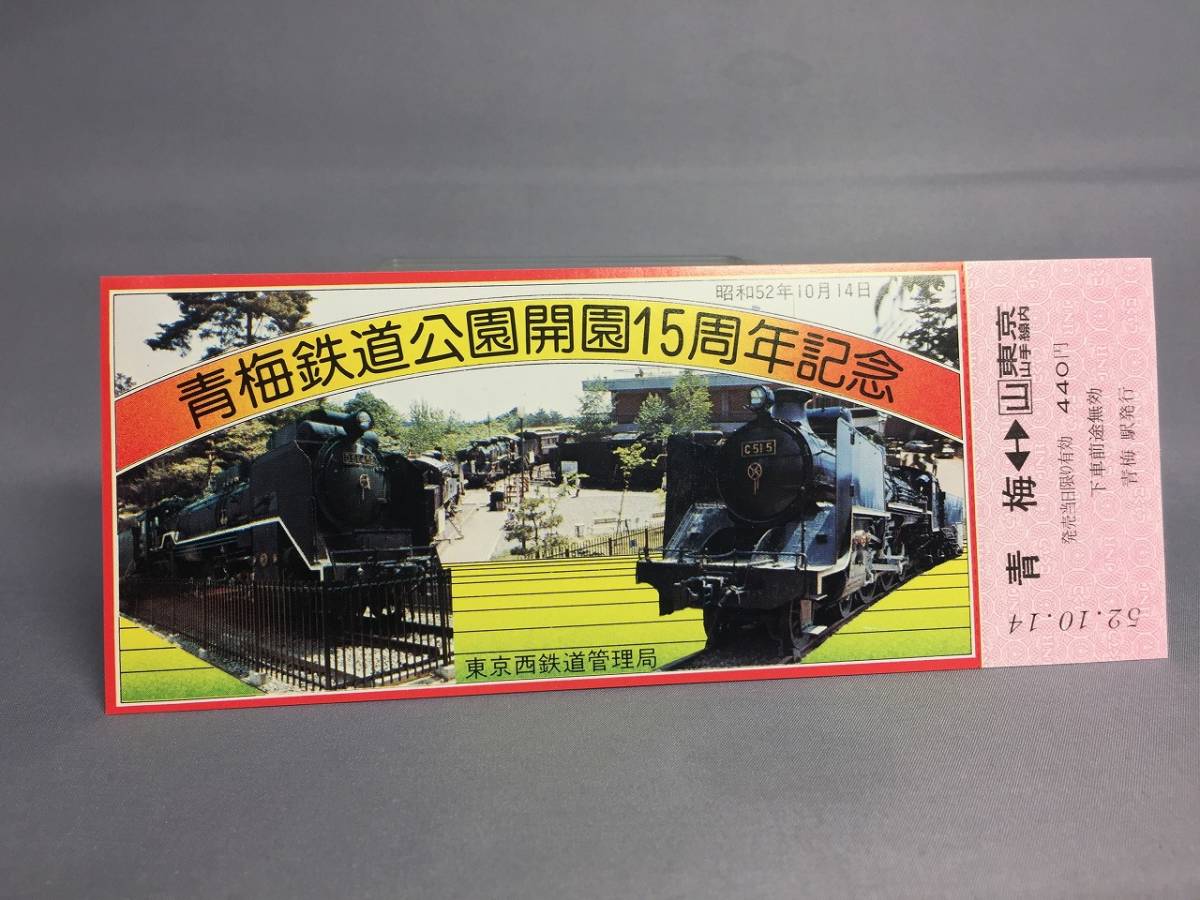 昭和52年10月14日
青梅鉄道公園開園15周年記念
C51 5
東京西鉄道管理局
青 梅 ↔ 山 東京
山手線内
発売当日限り有効 440円
下車前途無効
青梅 駅発行
52.10.14